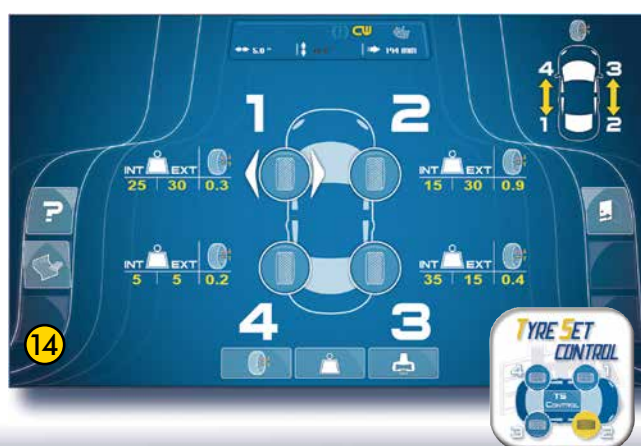 CW
5.0 "
144 mm
4 3
1 2
1 2
INT EXT
25 30 0.3
INT EXT
15 30 0.9
?
INT EXT
5 5 0.2
INT EXT
35 15 0.4
4 3
14
TYRE SET
CONTROL
4 1
TS
CONTROL
3 2